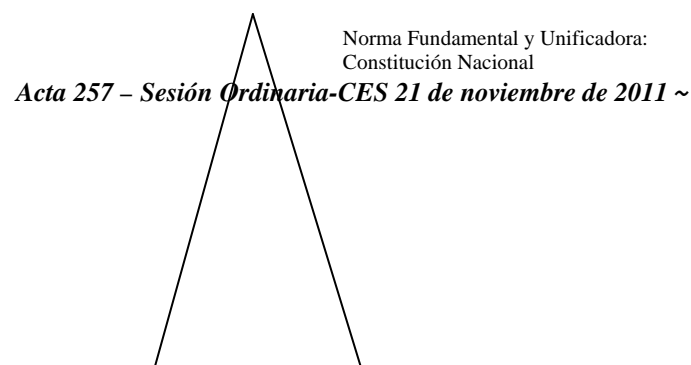 Norma Fundamental y Unificadora:
Constitución Nacional
Acta 257 – Sesión Ordinaria-CES 21 de noviembre de 2011 ~